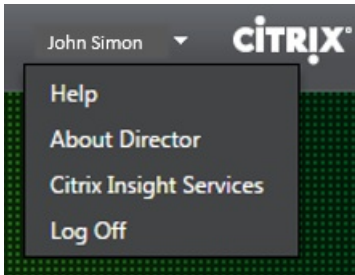 John Simon
CITRIX®
Help
About Director
Citrix Insight Services
Log Off